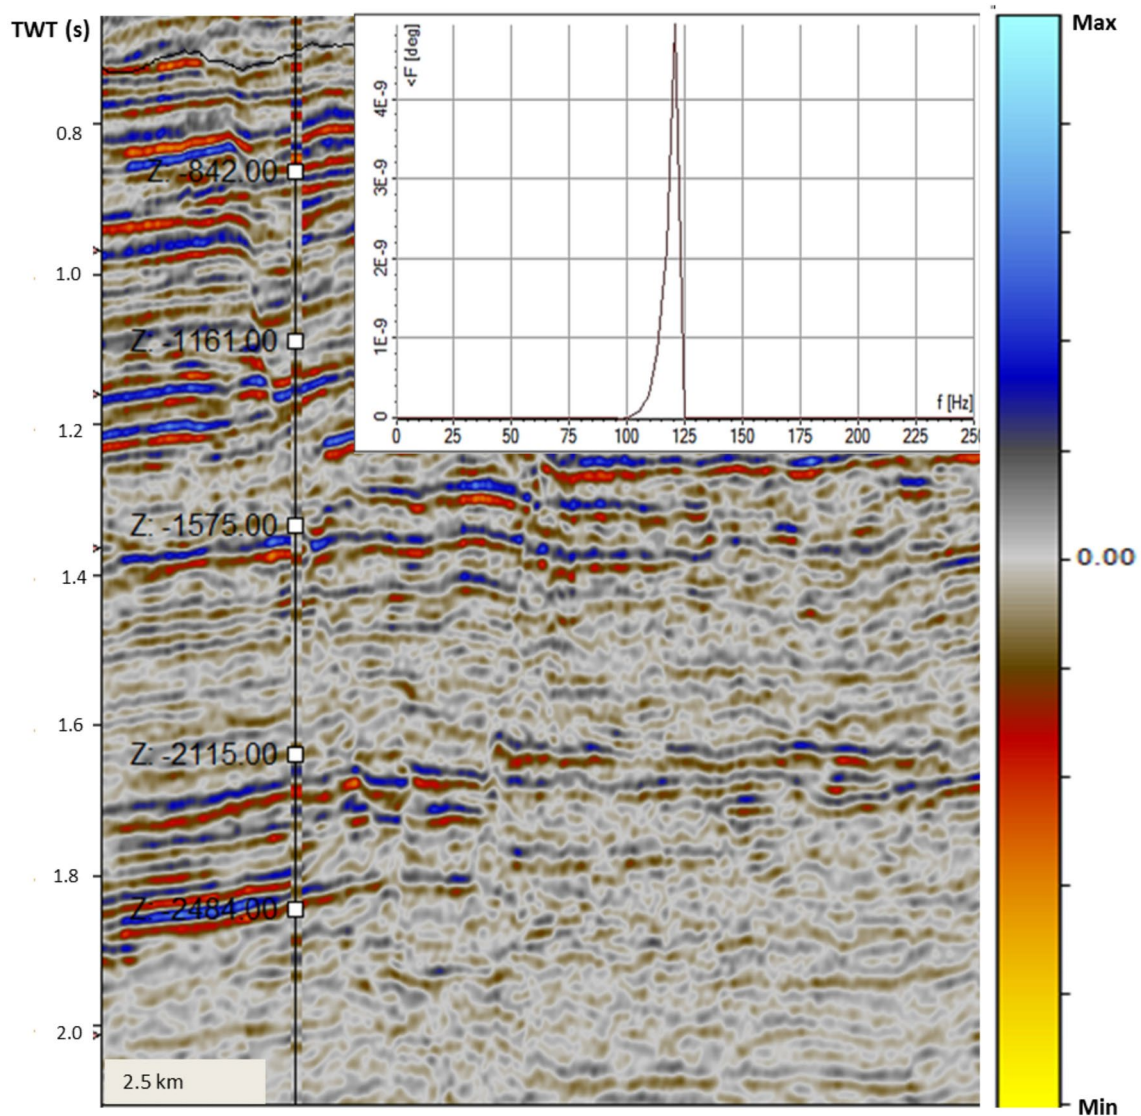 TWT (s)
Max
<F [deg]
4E-9
3E-9
2E-9
1E-9
0
f [Hz]
0 25 50 75 100 125 150 175 200 225 25
0.8
Z: -842.00
1.0
Z: -1161.00
1.2
Z: -1575.00
1.4
0.00
1.6
Z: -2115.00
1.8
Z: -2484.00
2.0
2.5 km
Min